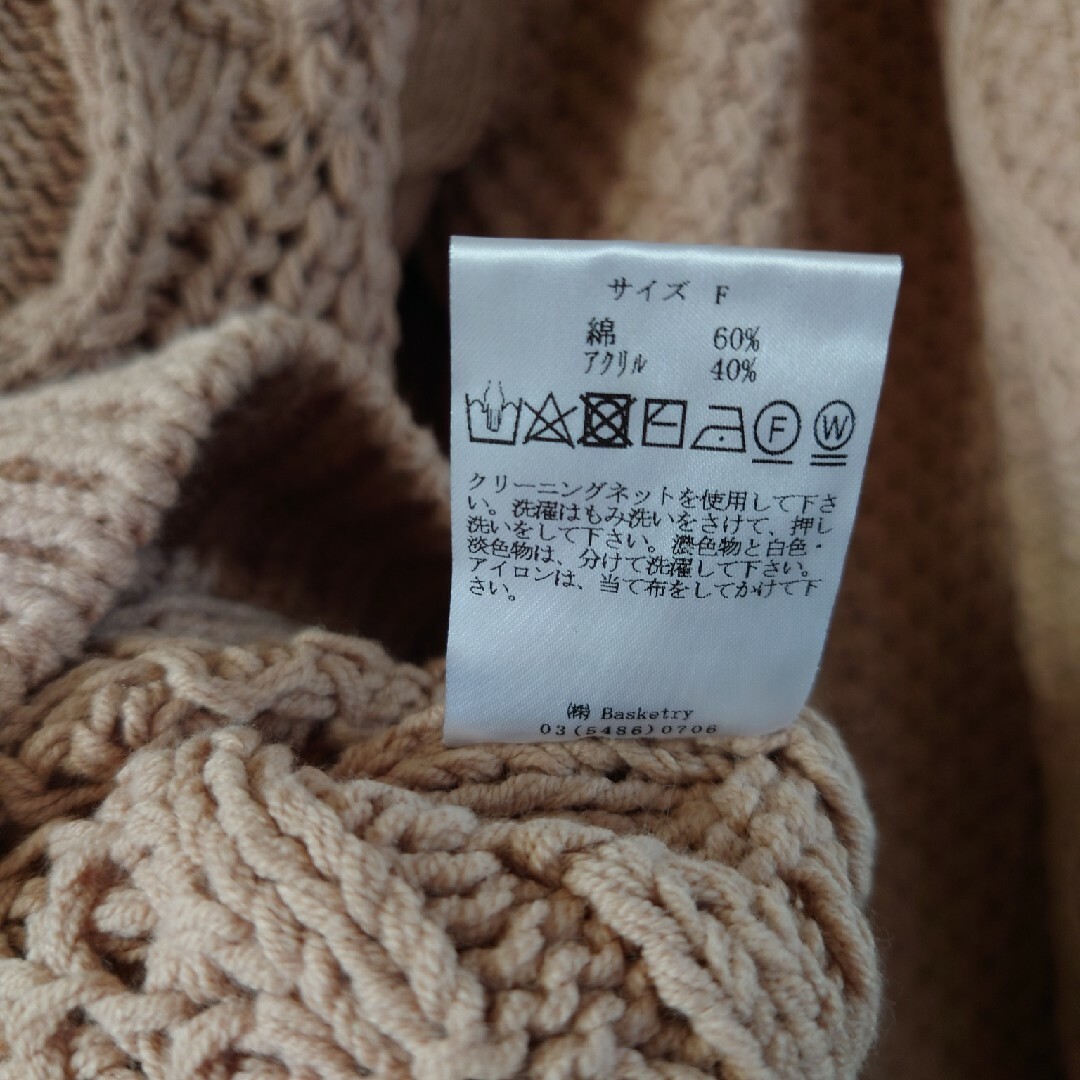 サイズ F
綿 60%
アクリル 40%
F W
クリーニングネットを使用して下さ
い。洗濯はもみ洗いをさけて、押し
洗いをして下さい。濃色物と白色・
淡色物は、分けて洗濯して下さい。
アイロンは、当て布をしてかけて下
さい。
㈱ Basketry
03(5486)0706